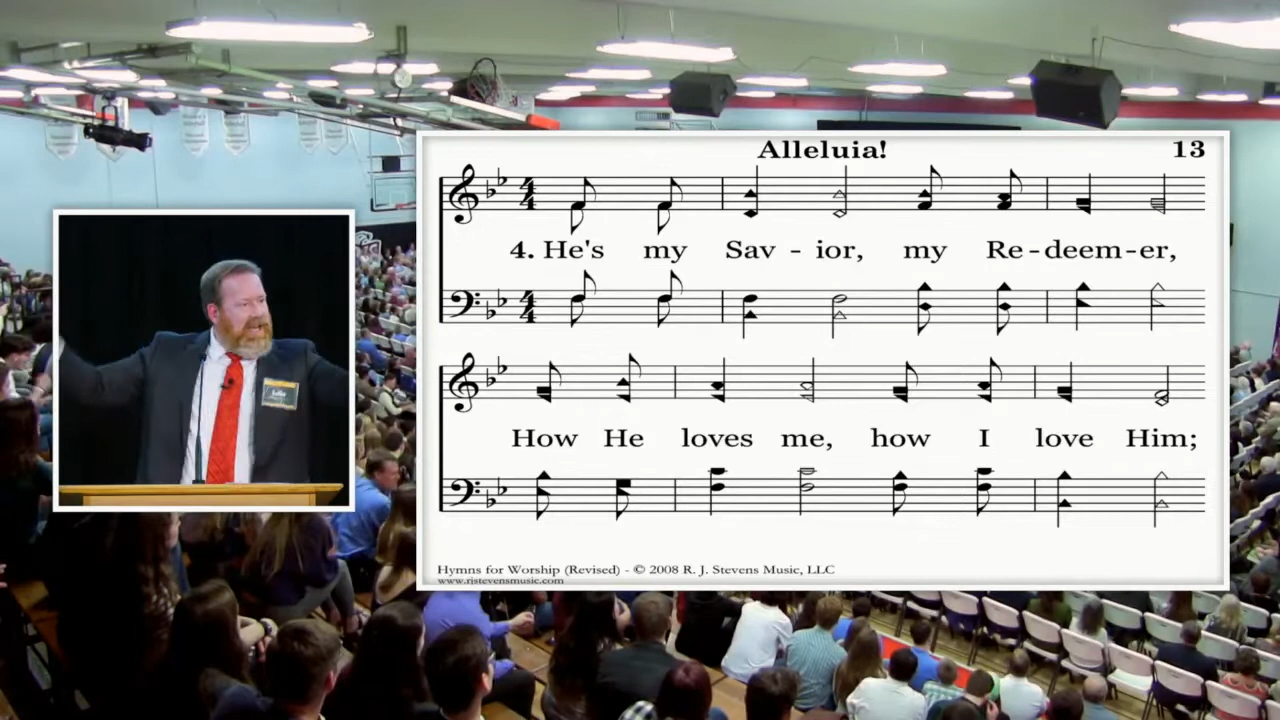 Alleluia!
13
4. He's my Sav - ior, my Re - deem - er,
How He loves me, how I love Him;
Hymns for Worship (Revised) - © 2008 R. J. Stevens Music, LLC
www.rjstevensmusic.com